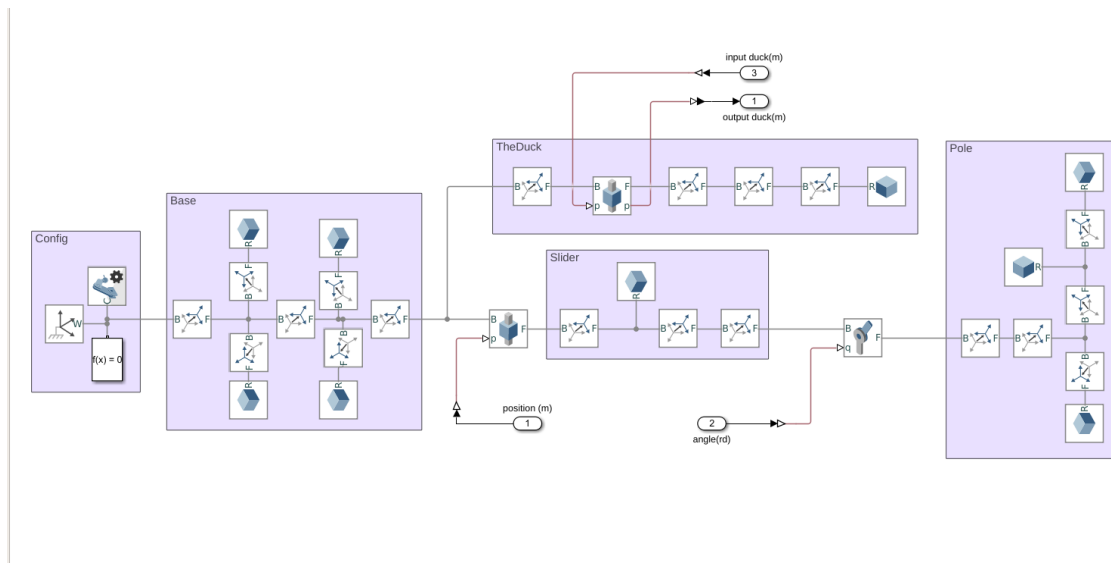 input duck(m)
3
1
output duck(m)
TheDuck
B F
B F
p p
B F
B F
B F
R
Pole
R
F
B
R
F
B
B F
B F
B
F
R
Base
R
F
B
R
F
B
B F
B F
B F
B
F
R
B
F
R
Config
C
W
f(x) = 0
Slider
R
B F
p
B F
B F
B F
B F
q
position (m)
1
2
angle(rd)